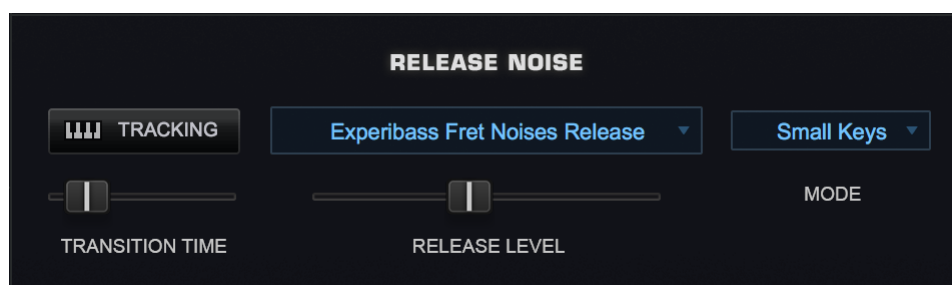 RELEASE NOISE
TRACKING
Experibass Fret Noises Release
Small Keys
TRANSITION TIME
RELEASE LEVEL
MODE